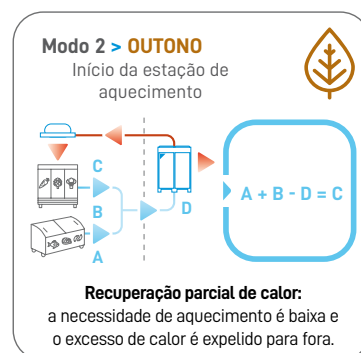 Modo 2 > OUTONO
Início da estação de
aquecimento
C
B
A
D
A + B - D = C
Recuperação parcial de calor:
a necessidade de aquecimento é baixa e
o excesso de calor é expelido para fora.